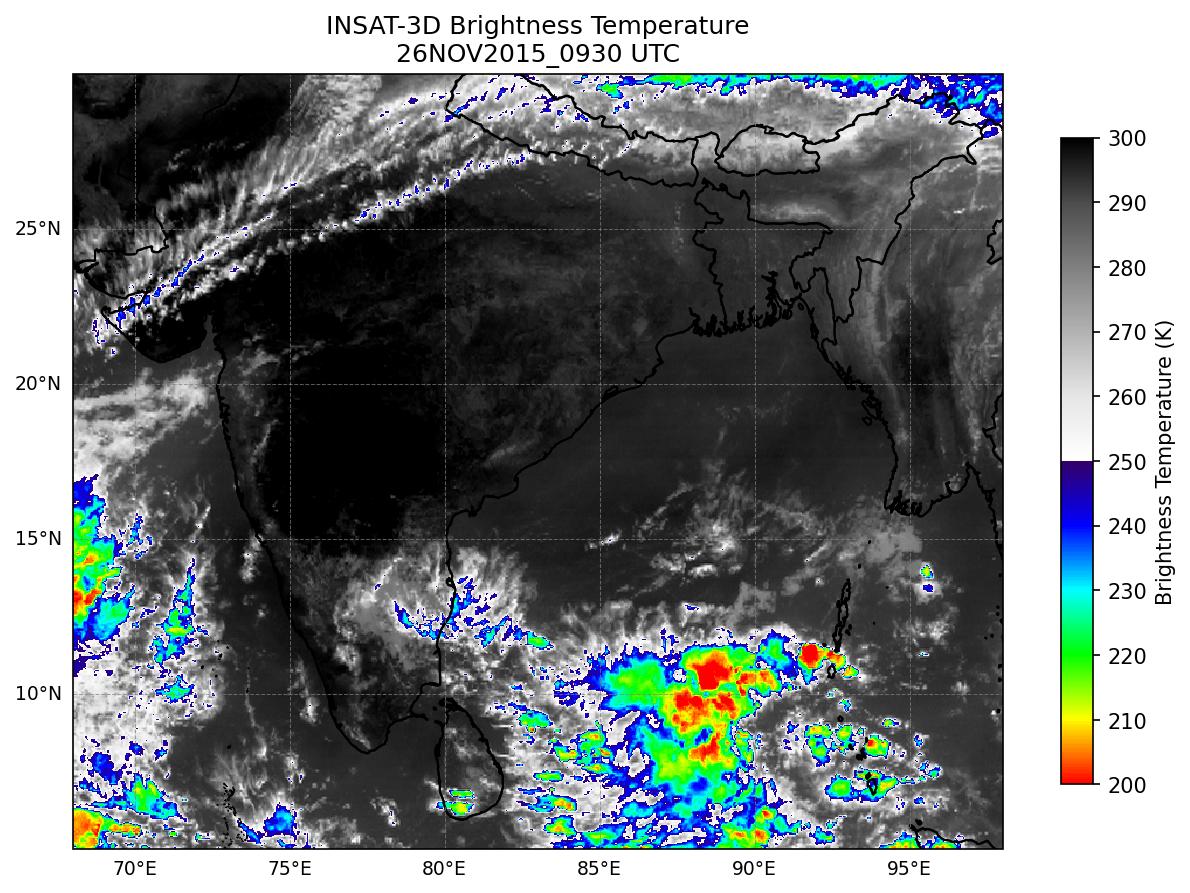 INSAT-3D Brightness Temperature
26NOV2015_0930 UTC
25°N
20°N
15°N
10°N
70°E
75°E
80°E
85°E
90°E
95°E
300
290
280
270
260
250
240
230
220
210
200
Brightness Temperature (K)